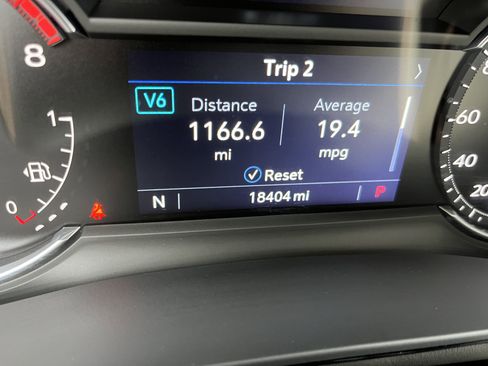 Trip 2
V6
Distance
1166.6
mi
Average
19.4
mpg
Reset
N
18404 mi
P
8
1
0
80
60
40
20